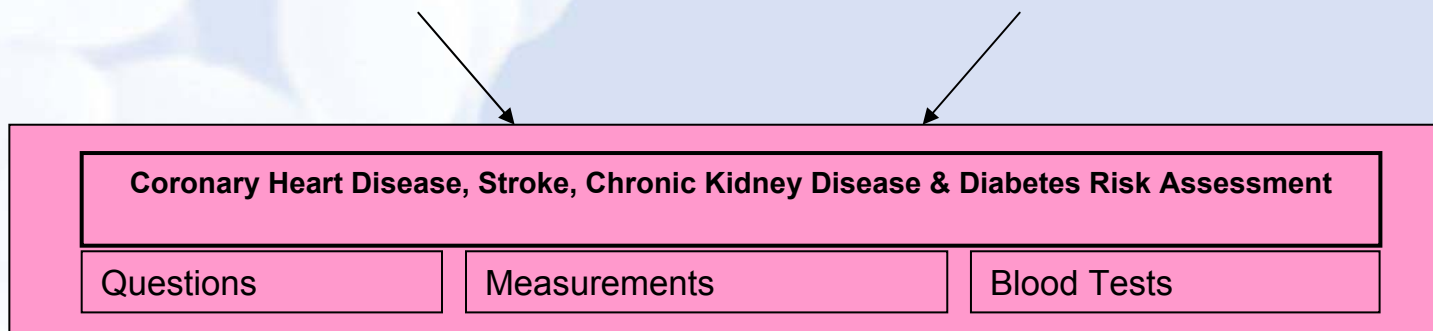 Coronary Heart Disease, Stroke, Chronic Kidney Disease & Diabetes Risk Assessment
Questions
Measurements
Blood Tests